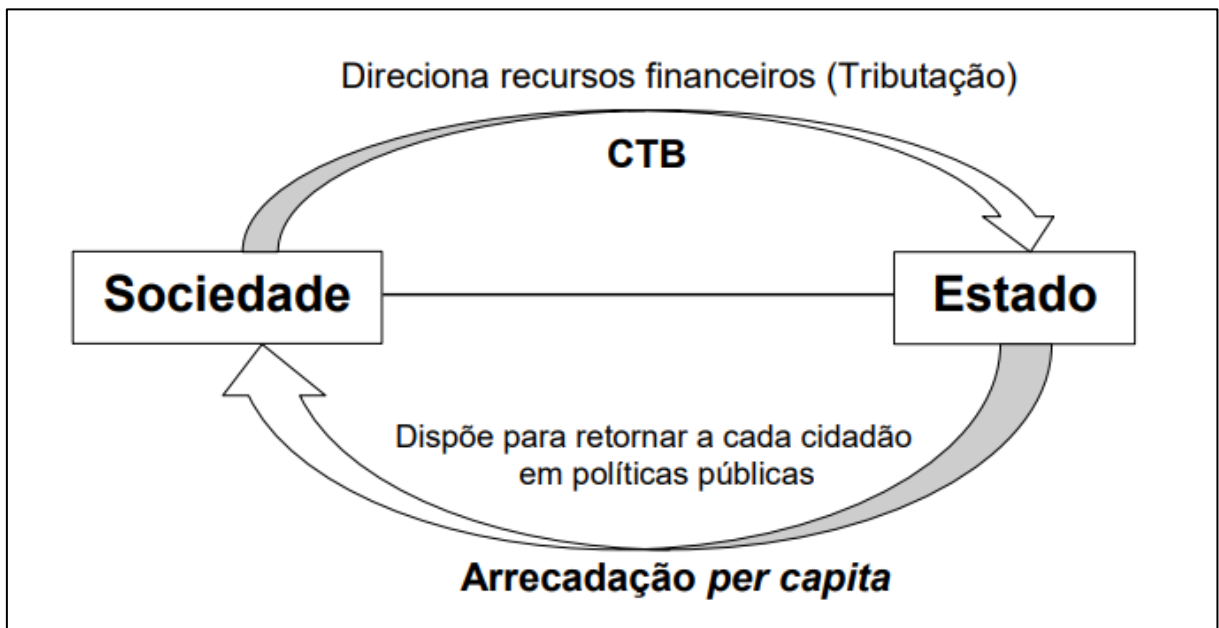 Direciona recursos financeiros (Tributação)
CTB
Sociedade
Estado
Dispõe para retornar a cada cidadão
em políticas públicas
Arrecadação per capita